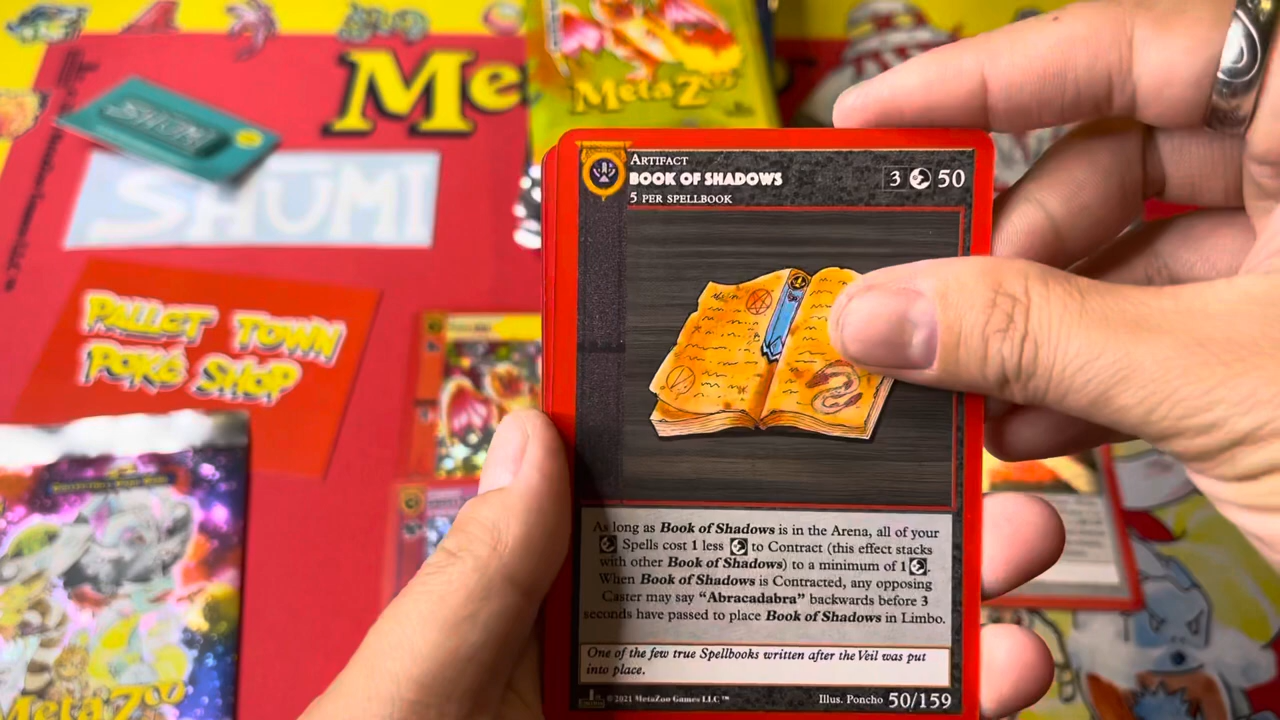 Me
MetaZoo
SHUMI
SHUMI
PALLET TOWN
POKÉ SHOP
MetaZoo
ARTIFACT
BOOK OF SHADOWS
5 PER SPELLBOOK
3 50
As long as Book of Shadows is in the Arena, all of your
Spells cost 1 less to Contract (this effect stacks
with other Book of Shadows) to a minimum of 1 .
When Book of Shadows is Contracted, any opposing
Caster may say “Abracadabra” backwards before 3
seconds have passed to place Book of Shadows in Limbo.
One of the few true Spellbooks written after the Veil was put
into place.
©2021 MetaZoo Games LLC ™
Illus. Poncho 50/159